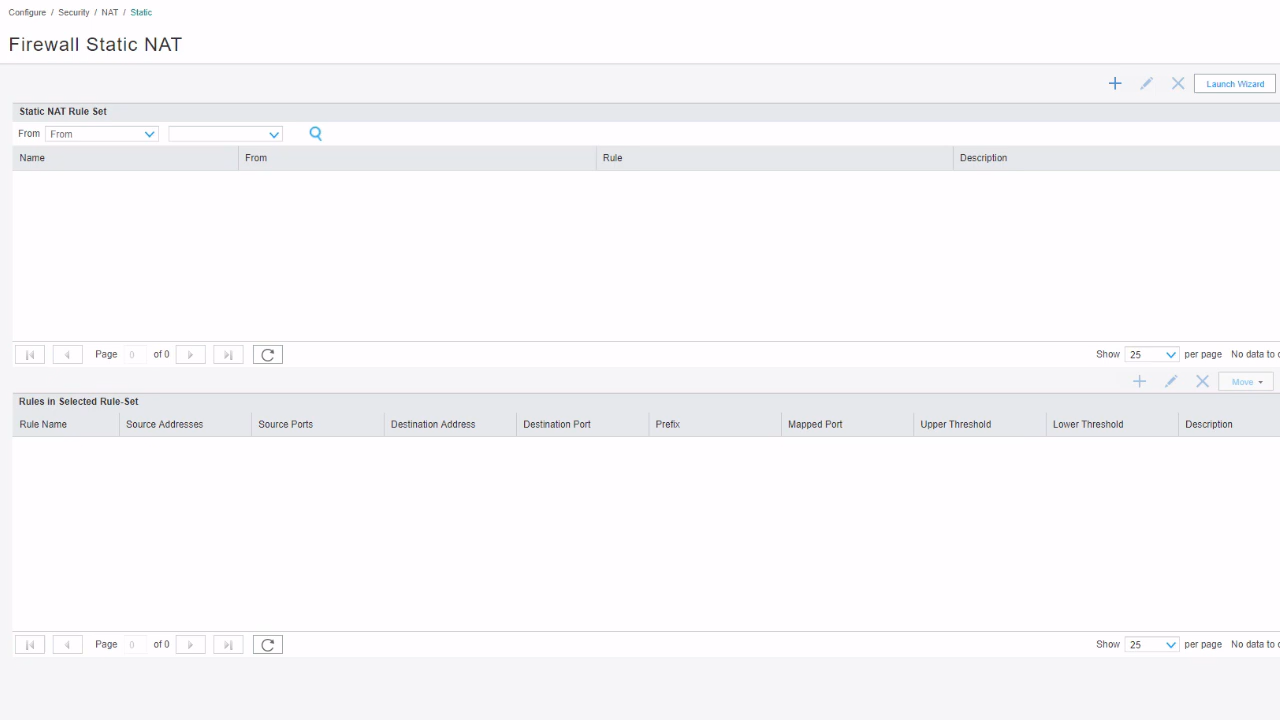 Configure / Security / NAT / Static
Firewall Static NAT
Launch Wizard
Static NAT Rule Set
From From
Name From Rule Description
Page 0 of 0 Show 25 per page No data to
Move
Rules in Selected Rule-Set
Rule Name Source Addresses Source Ports Destination Address Destination Port Prefix Mapped Port Upper Threshold Lower Threshold Description
Page 0 of 0 Show 25 per page No data to